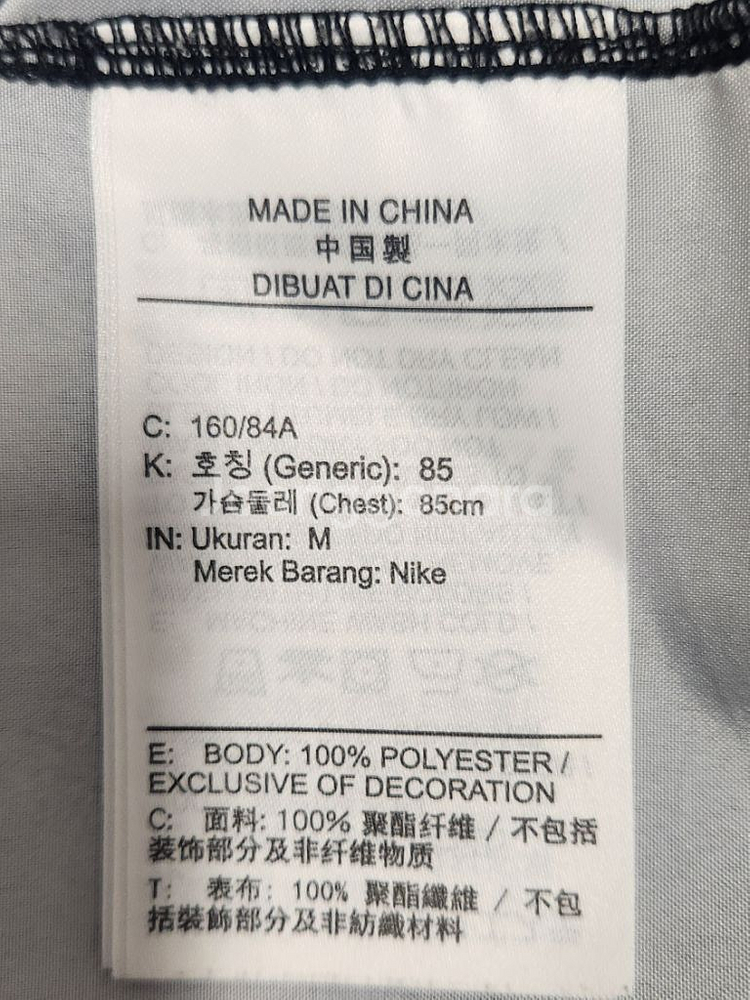 MADE IN CHINA
中国製
DIBUAT DI CINA
C: 160/84A
K: 호칭 (Generic): 85
가슴둘레 (Chest): 85cm
IN: Ukuran: M
Merek Barang: Nike
E: BODY: 100% POLYESTER /
EXCLUSIVE OF DECORATION
C: 面料: 100% 聚酯纤维 / 不包括
装饰部分及非纤维物质
T: 表布: 100% 聚酯纖維 / 不包
括裝飾部分及非紡織材料